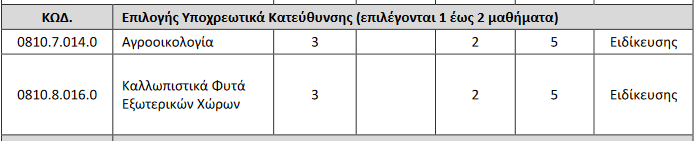 ΚΩΔ. Επιλογής Υποχρεωτικά Κατεύθυνσης (επιλέγονται 1 έως 2 μαθήματα)
0810.7.014.0 Αγροοικολογία 3 2 5 Ειδίκευσης
0810.8.016.0 Καλλωπιστικά Φυτά Εξωτερικών Χώρων 3 2 5 Ειδίκευσης